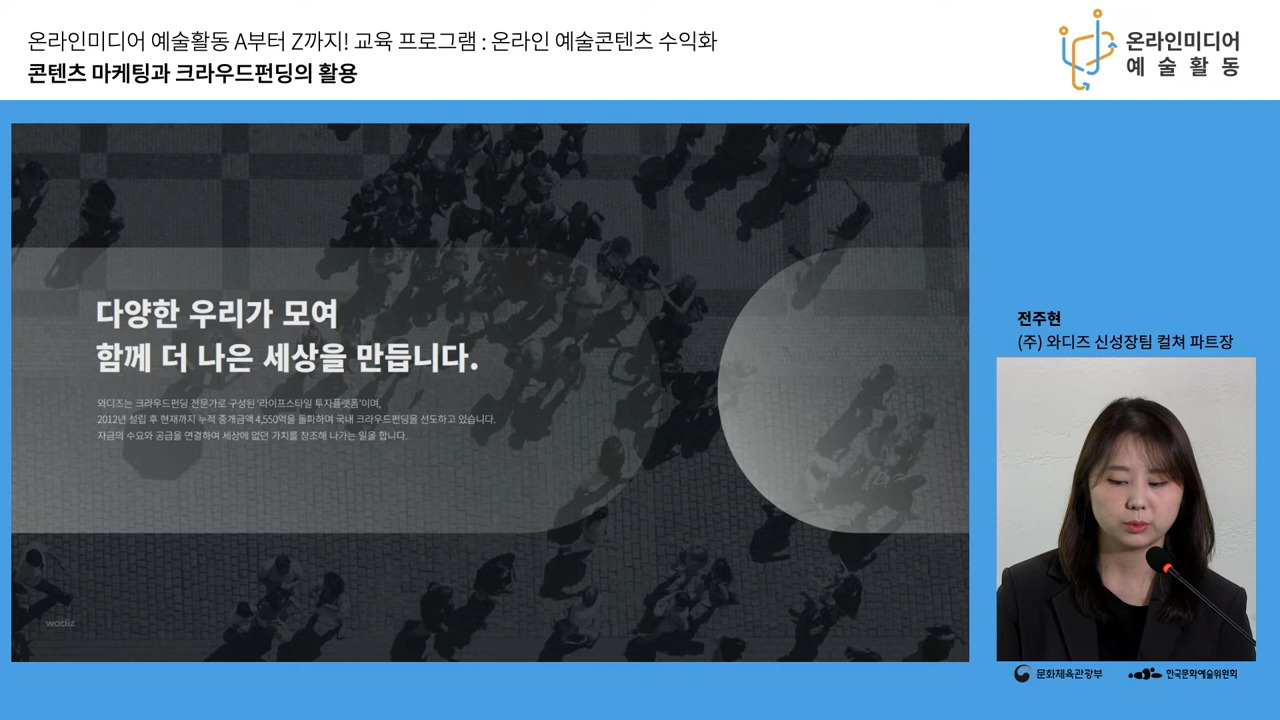 온라인미디어 예술활동 A부터 Z까지! 교육 프로그램 : 온라인 예술콘텐츠 수익화
콘텐츠 마케팅과 크라우드펀딩의 활용
온라인미디어
예술활동
다양한 우리가 모여
함께 더 나은 세상을 만듭니다.
와디즈는 크라우드펀딩 전문가로 구성된 '라이프스타일 투자플랫폼'이며,
2012년 설립 후 현재까지 누적 중개금액 4,550억을 돌파하며 국내 크라우드펀딩을 선도하고 있습니다.
자금의 수요와 공급을 연결하여 세상에 없던 가치를 창조해 나가는 일을 합니다.
wadiz
전주현
(주) 와디즈 신성장팀 컬쳐 파트장
문화체육관광부
한국문화예술위원회